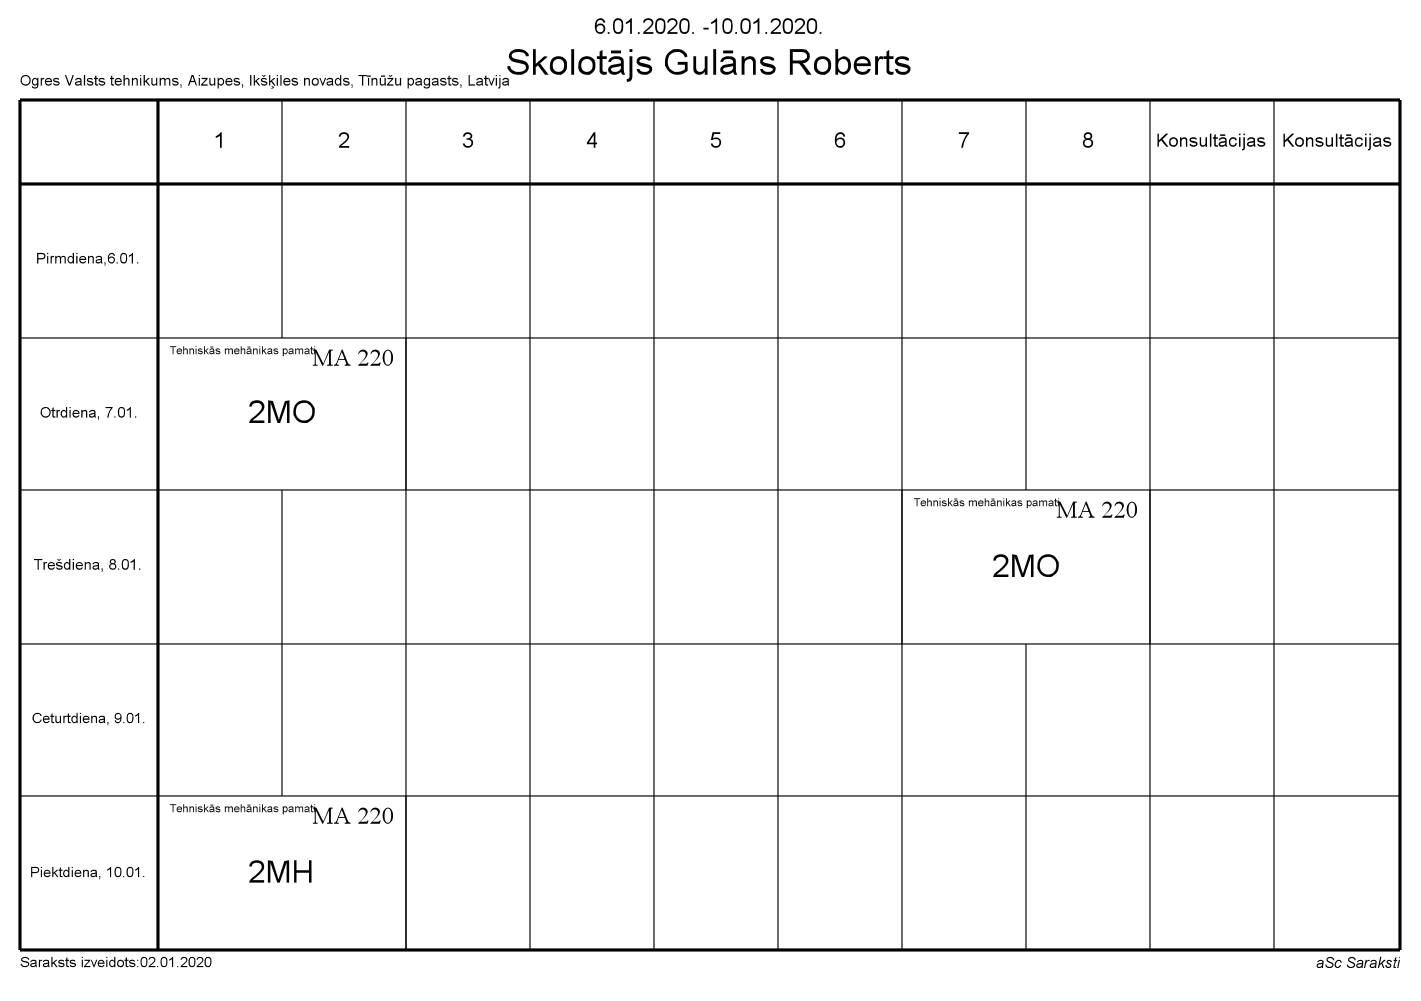 6.01.2020. -10.01.2020.
Skolotājs Gulāns Roberts
Ogres Valsts tehnikums, Aizupes, Ikšķiles novads, Tīnūžu pagasts, Latvija
1 2 3 4 5 6 7 8 Konsultācijas Konsultācijas
Pirmdiena,6.01.
Tehniskās mehānikas pamati MA 220
Otrdiena, 7.01. 2MO
Tehniskās mehānikas pamati MA 220
Trešdiena, 8.01. 2MO
Ceturtdiena, 9.01.
Tehniskās mehānikas pamati MA 220
Piektdiena, 10.01. 2MH
Saraksts izveidots:02.01.2020 aSc Saraksti